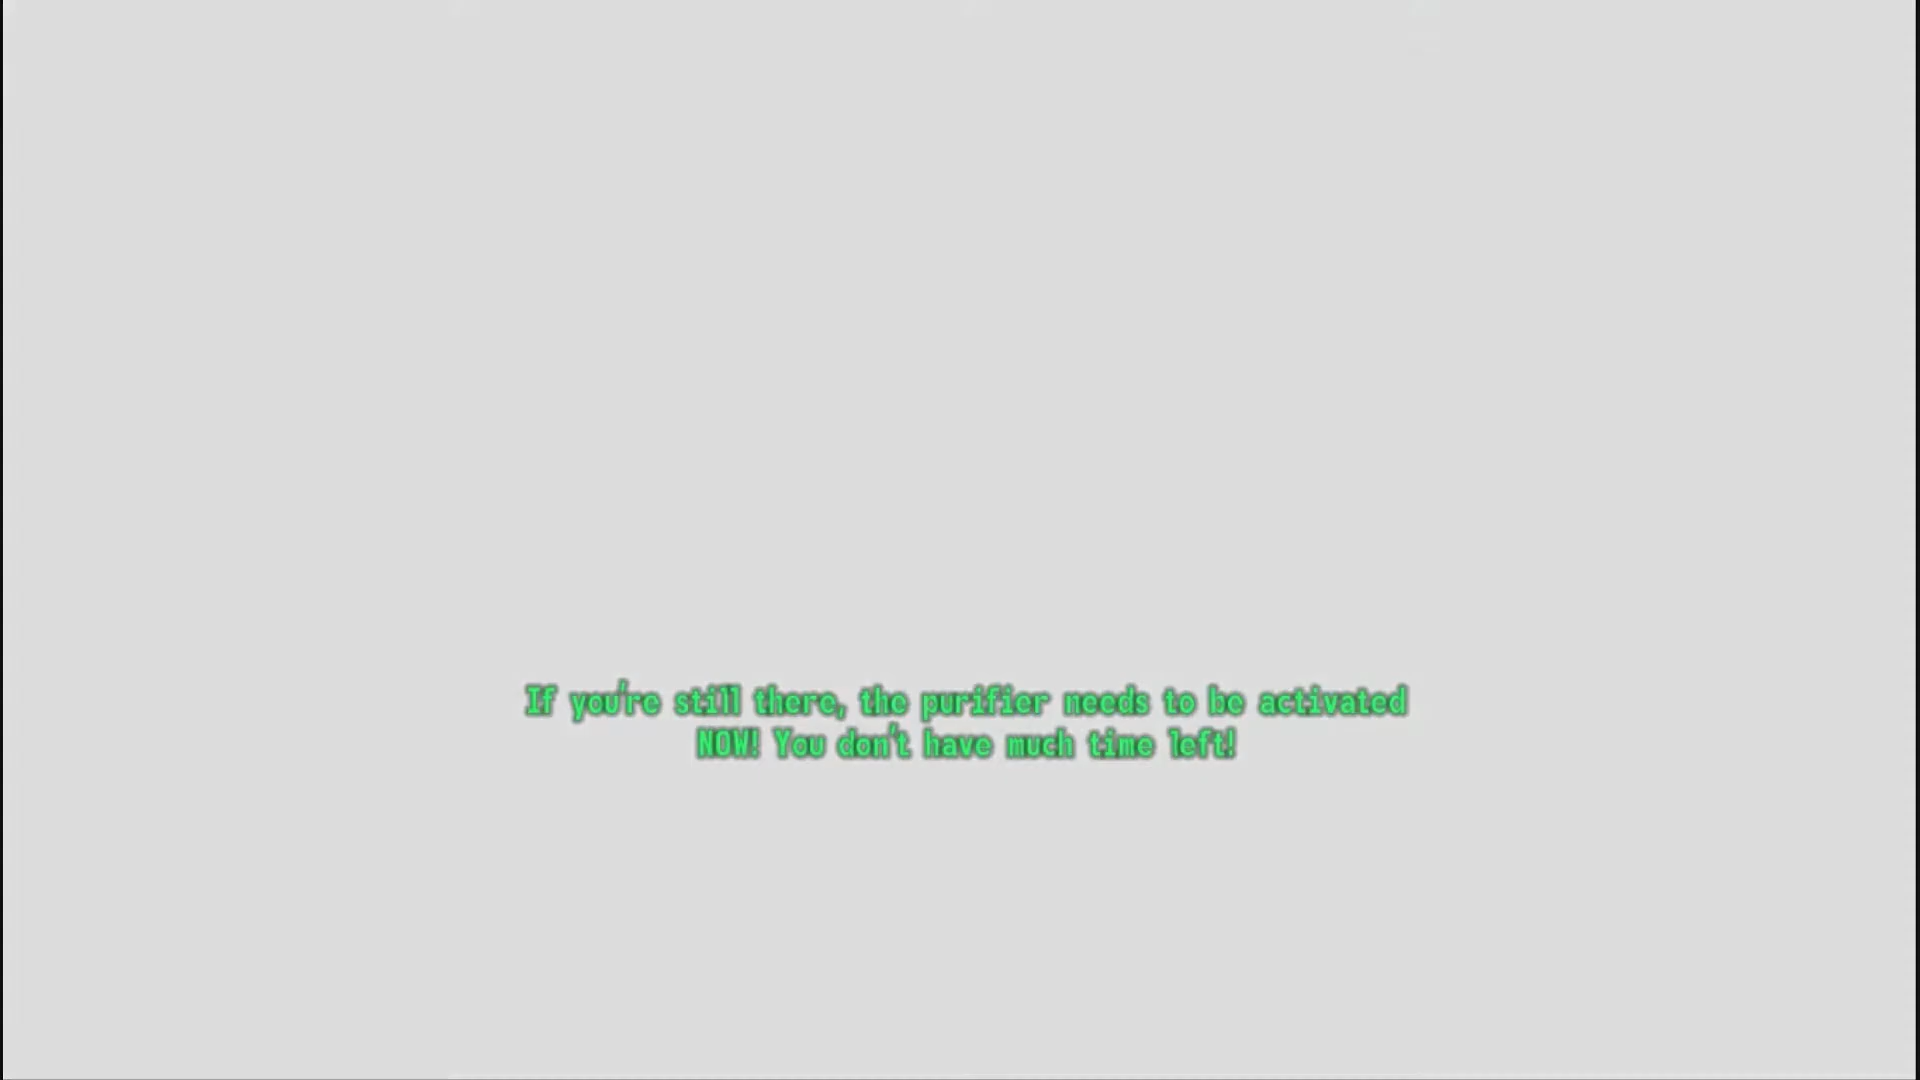 If you're still there, the purifier needs to be activated
NOW! You don't have much time left!